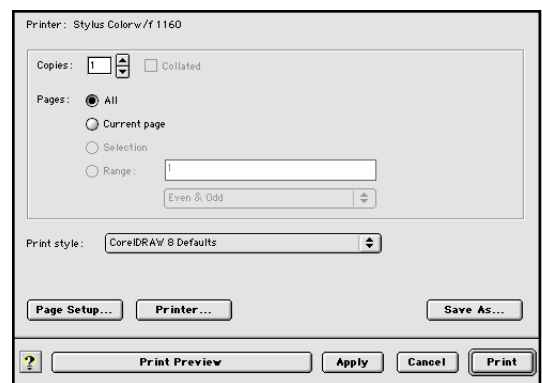 Printer: Stylus Colorw/f 1160
Copies: 1 Collated
Pages: All
Current page
Selection
Range: 1
Even & Odd
Print style: CorelDRAW 8 Defaults
Page Setup... Printer... Save As...
? Print Preview Apply Cancel Print